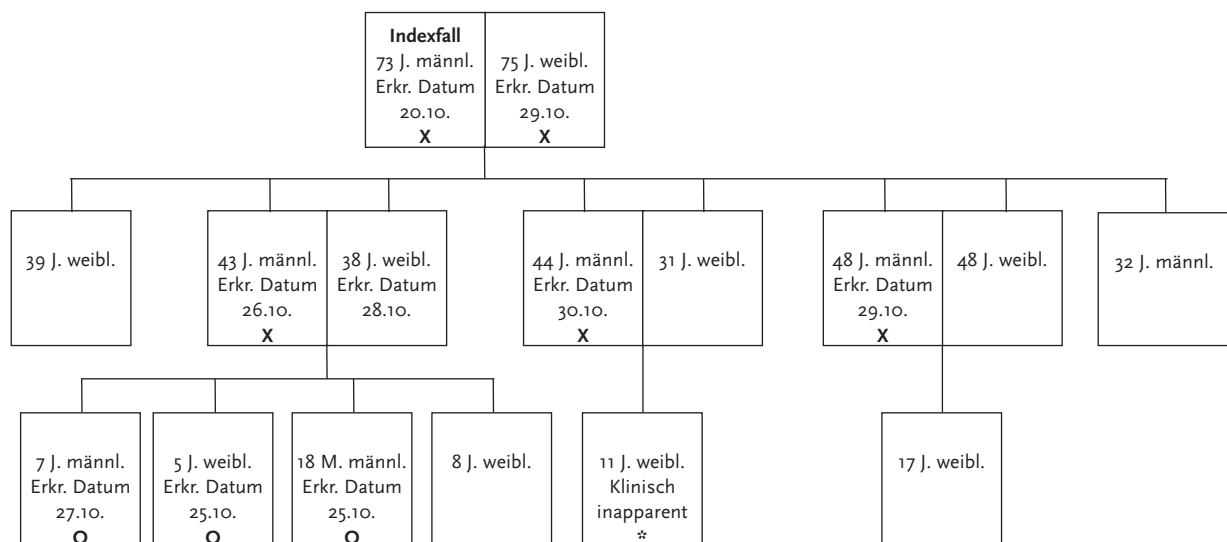 Indexfall
73 J. männl.
Erkr. Datum
20.10.
X
75 J. weibl.
Erkr. Datum
29.10.
X
39 J. weibl.
43 J. männl.
Erkr. Datum
26.10.
X
38 J. weibl.
Erkr. Datum
28.10.
44 J. männl.
Erkr. Datum
30.10.
X
31 J. weibl.
48 J. männl.
Erkr. Datum
29.10.
X
48 J. weibl.
32 J. männl.
7 J. männl.
Erkr. Datum
27.10.
O
5 J. weibl.
Erkr. Datum
25.10.
O
18 M. männl.
Erkr. Datum
25.10.
O
8 J. weibl.
11 J. weibl.
Klinisch
inapparent
*
17 J. weibl.